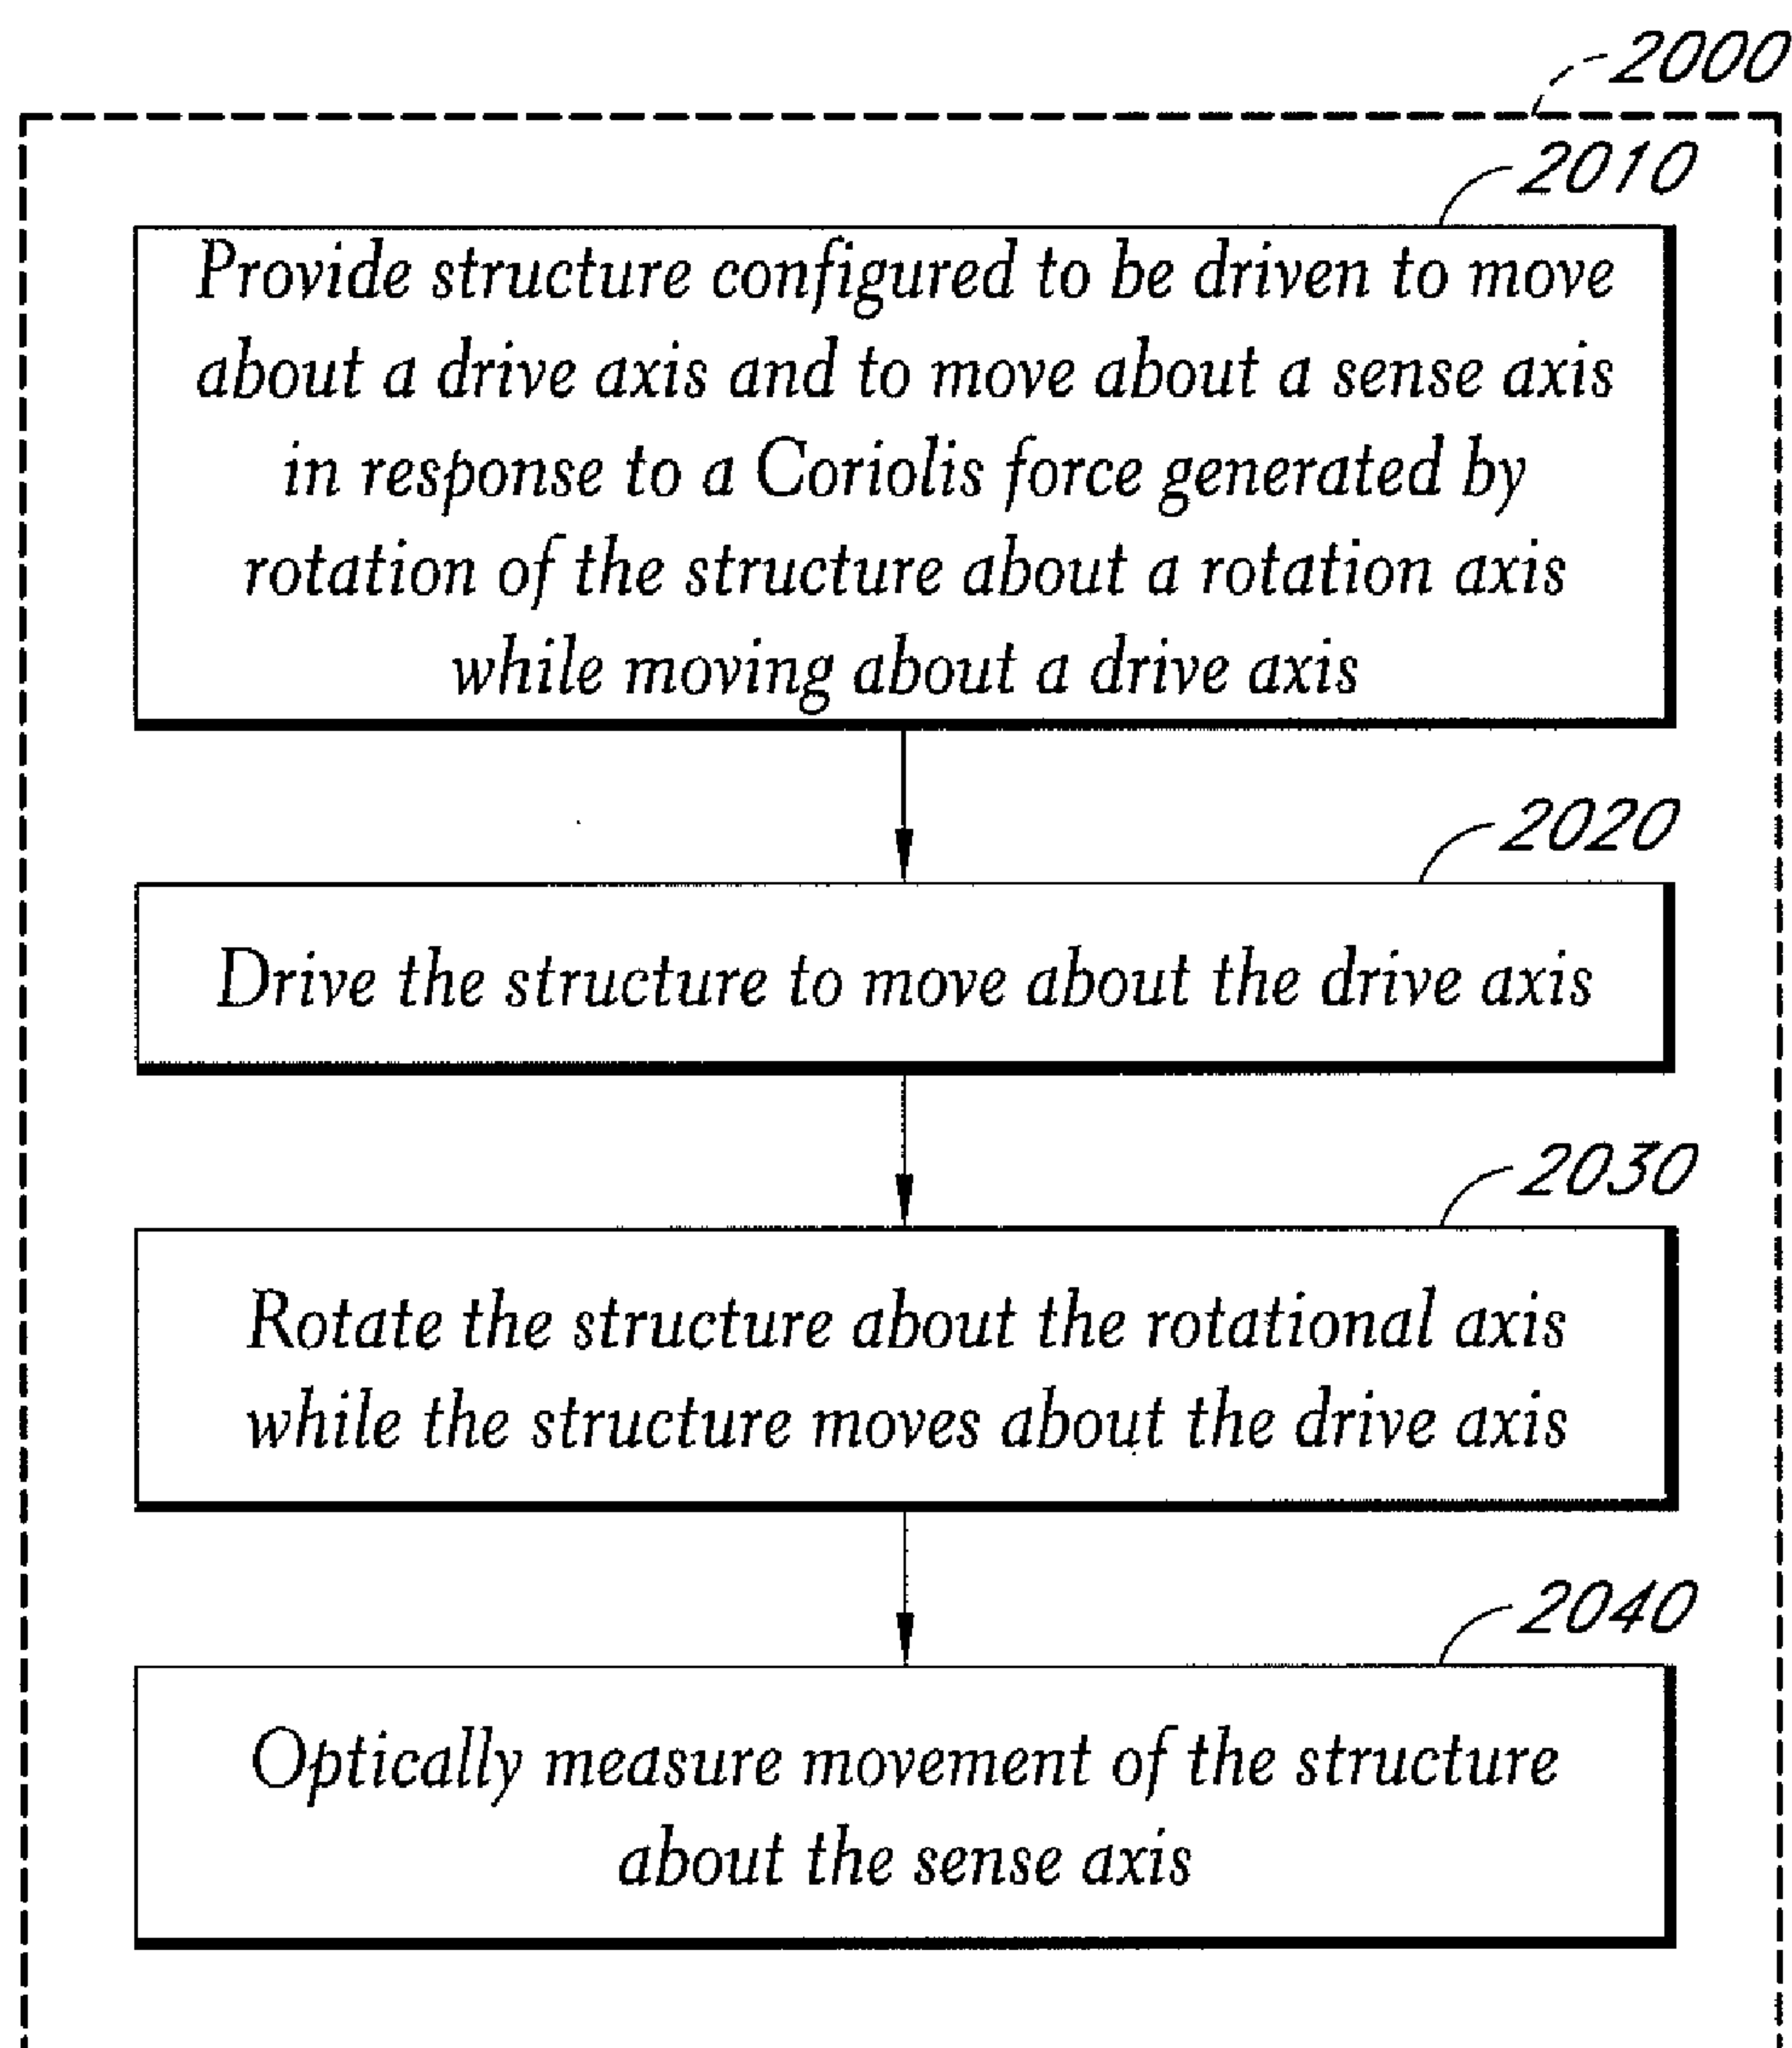 2000
2010
Provide structure configured to be driven to move
about a drive axis and to move about a sense axis
in response to a Coriolis force generated by
rotation of the structure about a rotation axis
while moving about a drive axis
2020
Drive the structure to move about the drive axis
2030
Rotate the structure about the rotational axis
while the structure moves about the drive axis
2040
Optically measure movement of the structure
about the sense axis